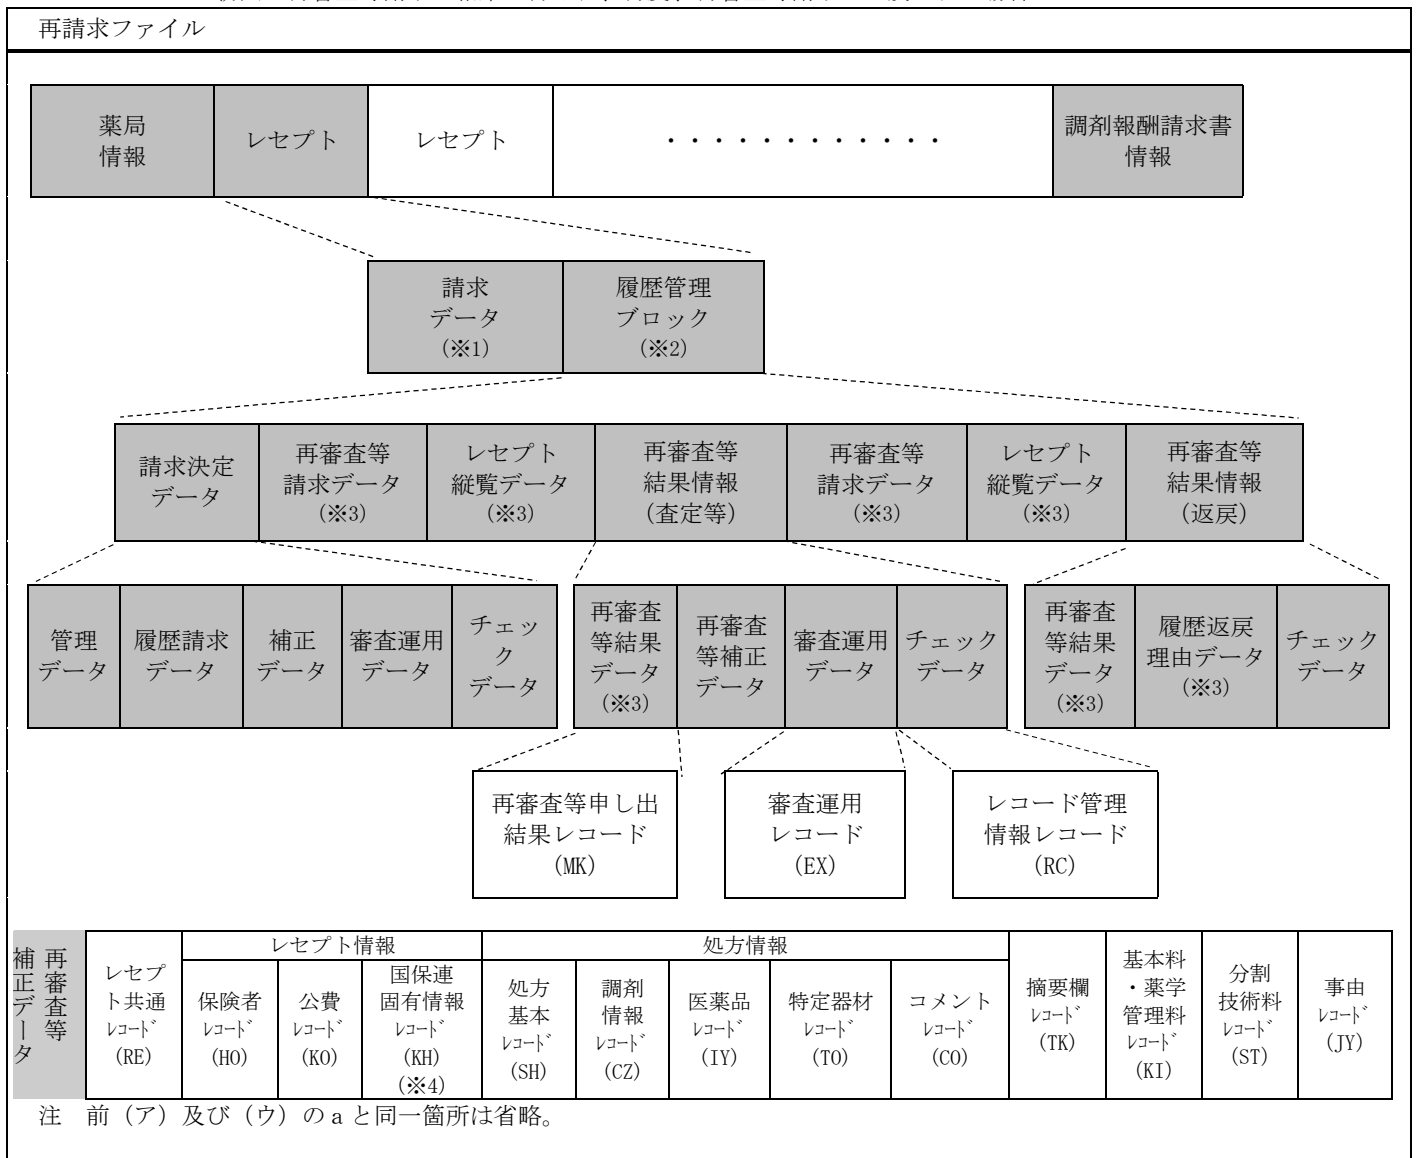 再請求ファイル
薬局
情報
レセプト
レセプト
・・・・・・・・・・・・
調剤報酬請求書
情報
請求
データ
(※1)
履歴管理
ブロック
(※2)
請求決定
データ
再審査等
請求データ
(※3)
レセプト
縦覧データ
(※3)
再審査等
結果情報
(査定等)
再審査等
請求データ
(※3)
レセプト
縦覧データ
(※3)
再審査等
結果情報
(返戻)
管理
データ
履歴請求
データ
補正
データ
審査運用
データ
チェッ
ク
データ
再審査
等結果
データ
(※3)
再審査
等補正
データ
審査運用
データ
チェック
データ
再審査
等結果
データ
(※3)
履歴返戻
理由データ
(※3)
チェック
データ
再審査等申し出
結果レコード
(MK)
審査運用
レコード
(EX)
レコード管理
情報レコード
(RC)
再審査等
補正データ
レセプ
ト共通
レコード
(RE)
レセプト情報
保険者
レコード
(HO)
公費
レコード
(KO)
国保連
固有情報
レコード
(KH)
(※4)
処方情報
処方
基本
レコード
(SH)
調剤
情報
レコード
(CZ)
医薬品
レコード
(IY)
特定器材
レコード
(TO)
コメント
レコード
(CO)
摘要欄
レコード
(TK)
基本料
・薬学
管理料
レコード
(KI)
分割
技術料
レコード
(ST)
事由
レコード
(JY)
注　前（ア）及び（ウ）のaと同一箇所は省略。